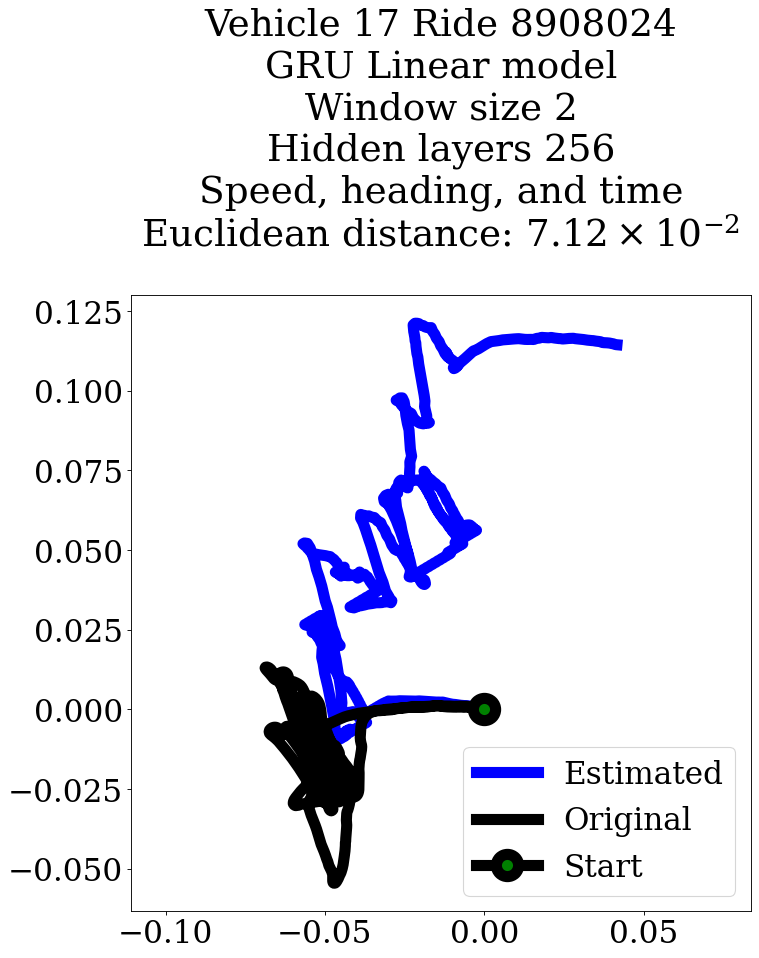 Vehicle 17 Ride 8908024
GRU Linear model
Window size 2
Hidden layers 256
Speed, heading, and time
Euclidean distance: 7.12 × 10⁻²
0.125
0.100
0.075
0.050
0.025
0.000
−0.025
−0.050
Estimated
Original
Start
−0.10
−0.05
0.00
0.05